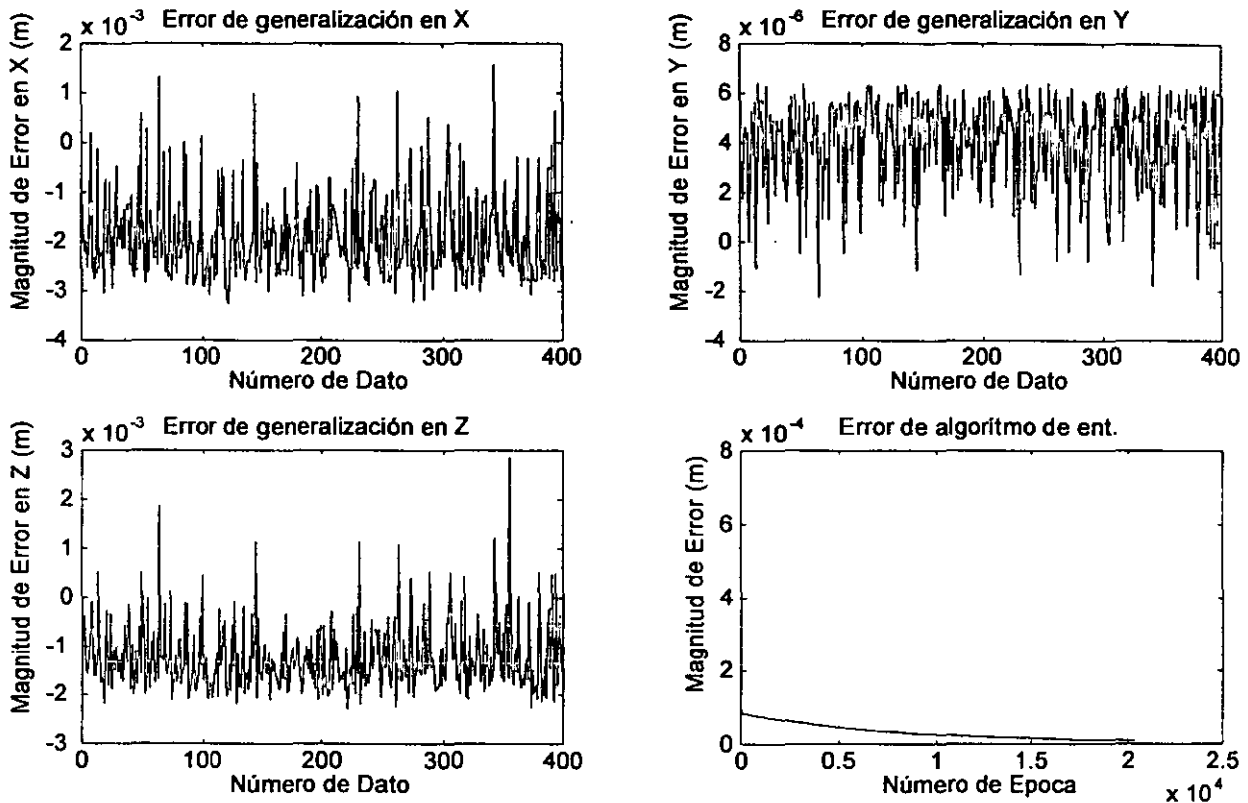 x 10-3 Error de generalización en X
Magnitud de Error en X (m)
2
1
0
-1
-2
-3
-4
0 100 200 300 400
Número de Dato
x 10-6 Error de generalización en Y
Magnitud de Error en Y (m)
8
6
4
2
0
-2
-4
0 100 200 300 400
Número de Dato
x 10-3 Error de generalización en Z
Magnitud de Error en Z (m)
3
2
1
0
-1
-2
-3
0 100 200 300 400
Número de Dato
x 10-4 Error de algoritmo de ent.
Magnitud de Error (m)
8
6
4
2
0
0 0.5 1 1.5 2 2.5
Número de Epoca
x 104